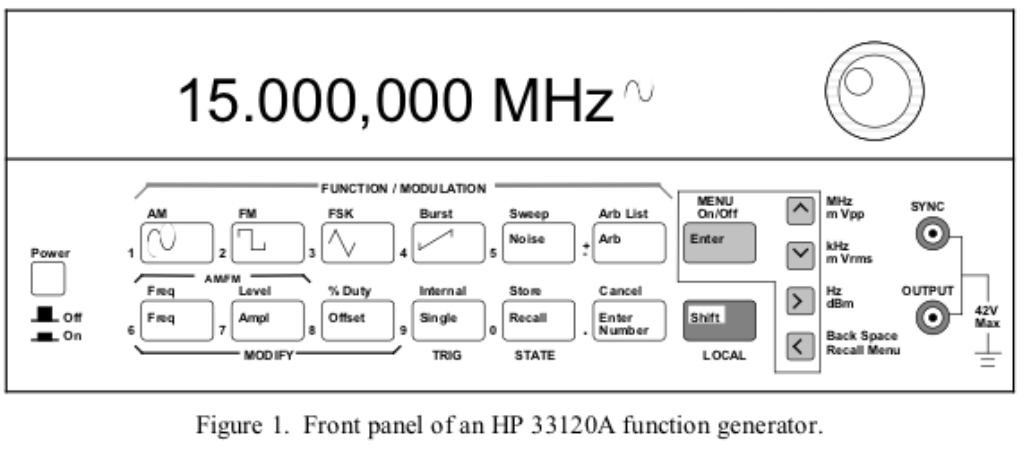 15.000,000 MHz
FUNCTION / MODULATION
AM FM FSK Burst Sweep Arb List
1 2 3 4 5 Noise ± Arb
MENU
On/Off
Enter
MHz
m Vpp
kHz
m Vrms
SYNC
Power
Off
On
AM/FM
Freq Level % Duty Internal Store Cancel
6 Freq 7 Ampl 8 Offset 9 Single 0 Recall . Enter
Number
MODIFY TRIG STATE
Shift
LOCAL
Hz
dBm
Back Space
Recall Menu
OUTPUT
42V
Max
Figure 1. Front panel of an HP 33120A function generator.